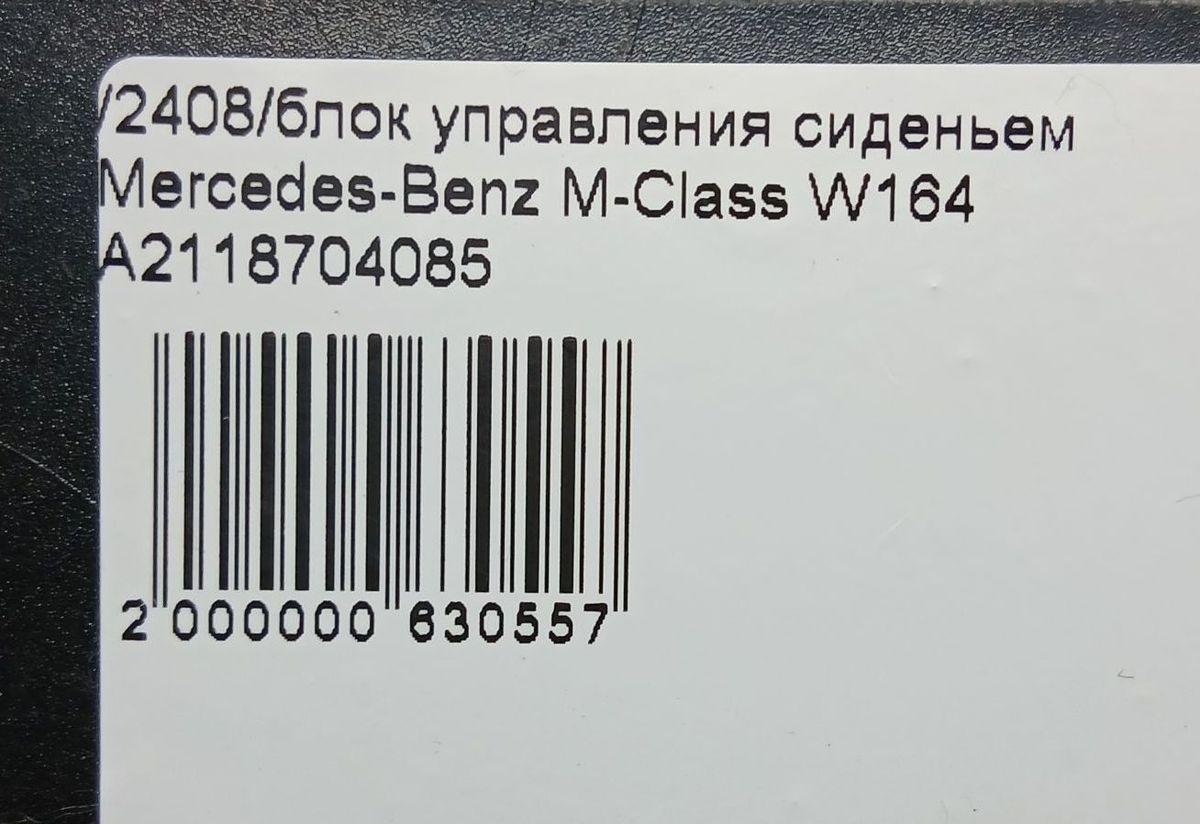 /2408/блок управления сиденьем
Mercedes-Benz M-Class W164
A2118704085
2 000000 630557